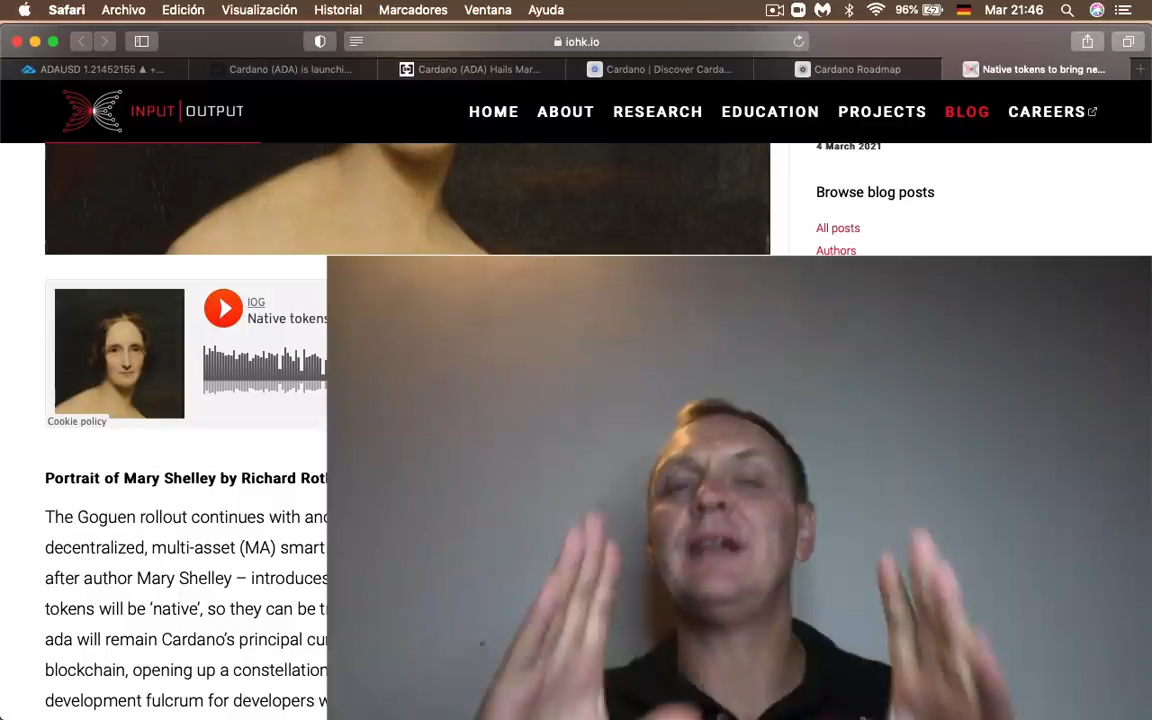 Safari Archivo Edición Visualización Historial Marcadores Ventana Ayuda 96% Mar 21:46
iohk.io
ADAUSD 1.21452155 ▲ +... Cardano (ADA) is launchi... Cardano (ADA) Hails Mar... Cardano | Discover Carda... Cardano Roadmap Native tokens to bring ne...
INPUT | OUTPUT HOME ABOUT RESEARCH EDUCATION PROJECTS BLOG CAREERS
4 March 2021
Browse blog posts
All posts
Authors
IOG
Native tokens
Cookie policy
Portrait of Mary Shelley by Richard Rot
The Goguen rollout continues with an
decentralized, multi-asset (MA) smart
after author Mary Shelley – introduces
tokens will be ‘native’, so they can be t
ada will remain Cardano’s principal cu
blockchain, opening up a constellation
development fulcrum for developers w